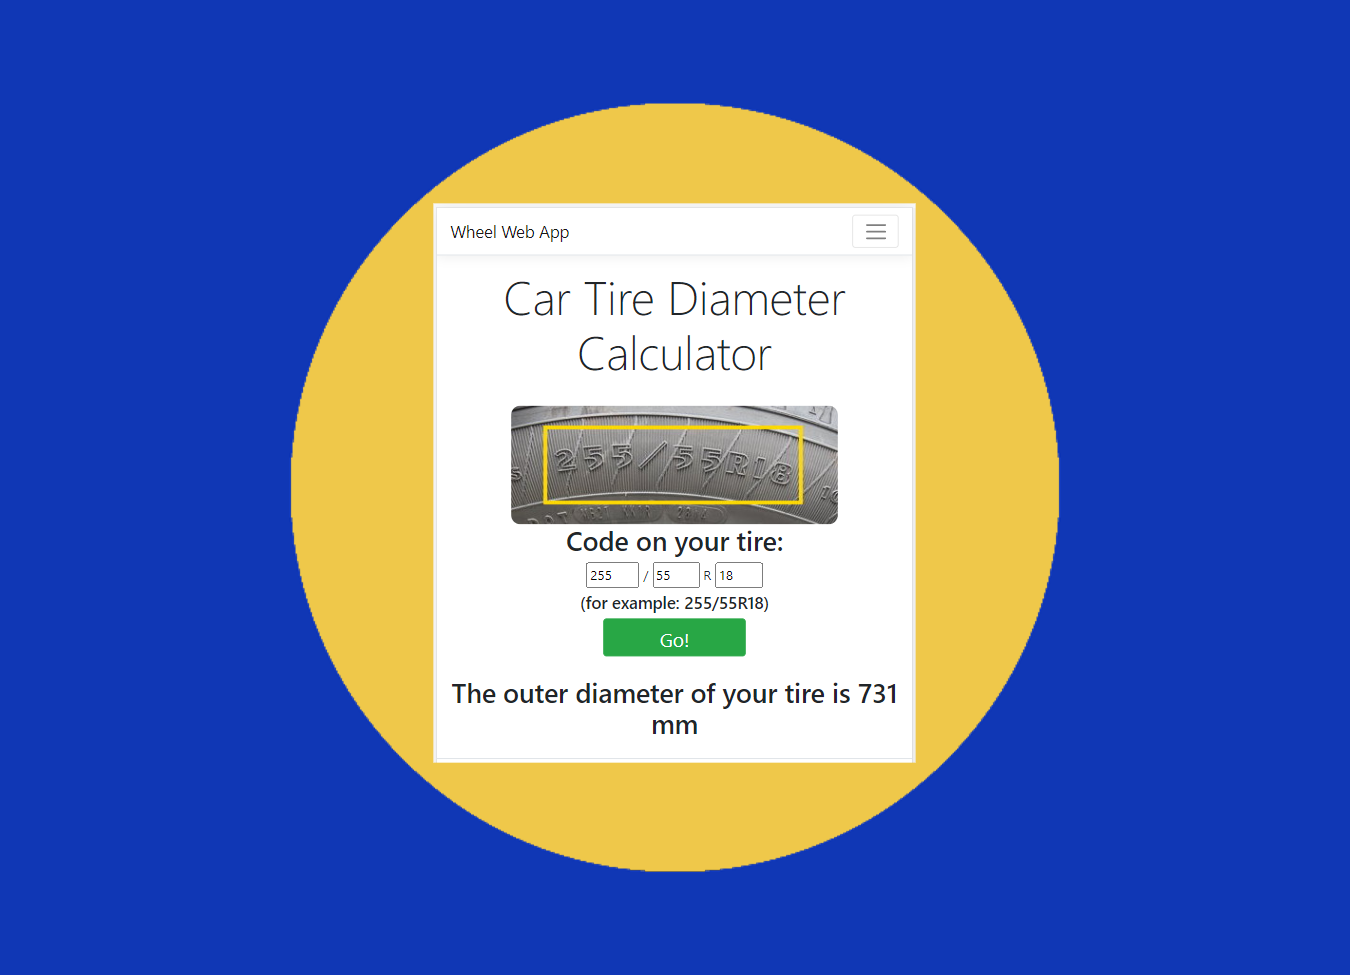 Wheel Web App
Car Tire Diameter
Calculator
255/55R18
Code on your tire:
255 / 55 R 18
(for example: 255/55R18)
Go!
The outer diameter of your tire is 731
mm